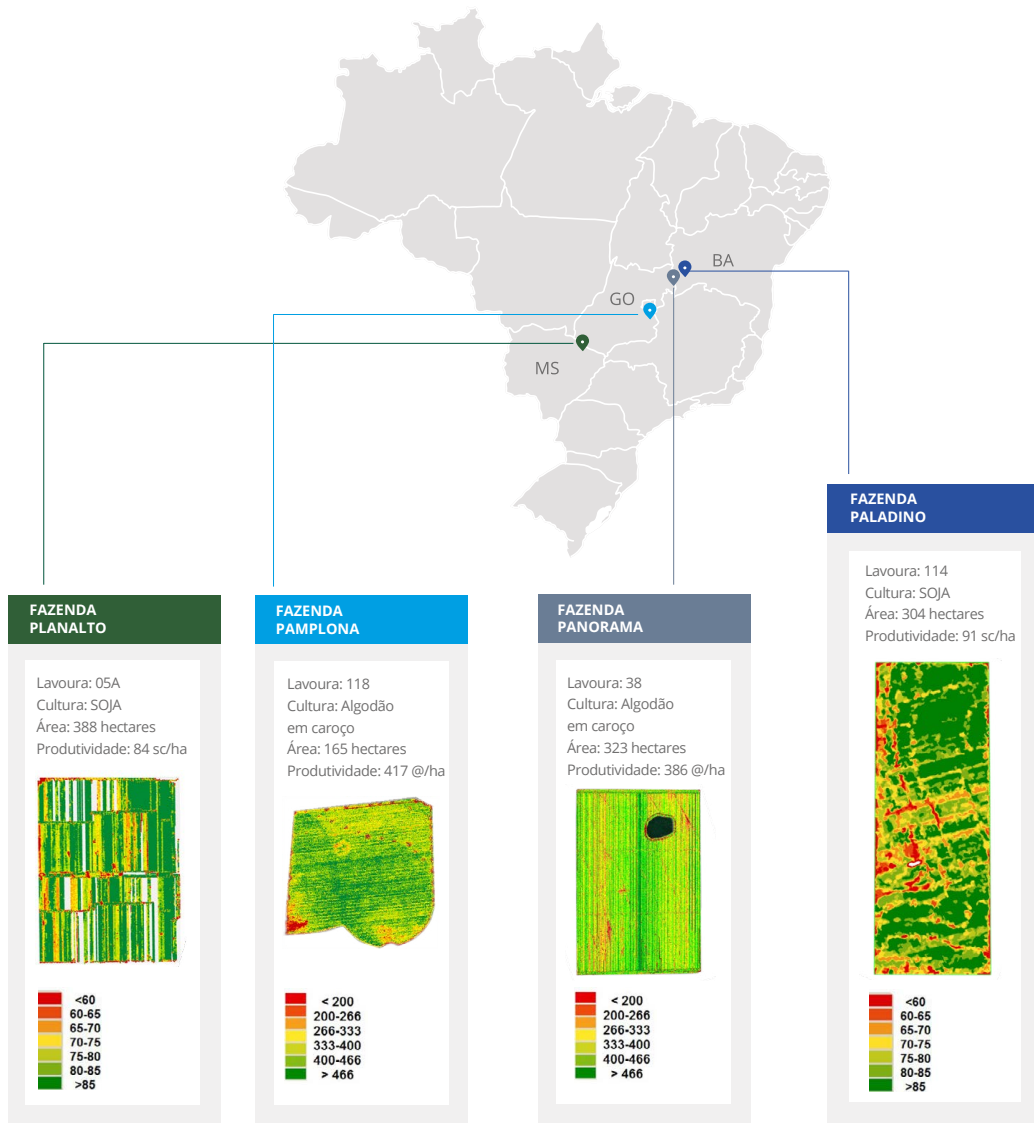 BA
GO
MS
FAZENDA
PLANALTO
Lavoura: 05A
Cultura: SOJA
Área: 388 hectares
Produtividade: 84 sc/ha
<60
60-65
65-70
70-75
75-80
80-85
>85
FAZENDA
PAMPLONA
Lavoura: 118
Cultura: Algodão
em caroço
Área: 165 hectares
Produtividade: 417 @/ha
< 200
200-266
266-333
333-400
400-466
> 466
FAZENDA
PANORAMA
Lavoura: 38
Cultura: Algodão
em caroço
Área: 323 hectares
Produtividade: 386 @/ha
< 200
200-266
266-333
333-400
400-466
> 466
FAZENDA
PALADINO
Lavoura: 114
Cultura: SOJA
Área: 304 hectares
Produtividade: 91 sc/ha
<60
60-65
65-70
70-75
75-80
80-85
>85